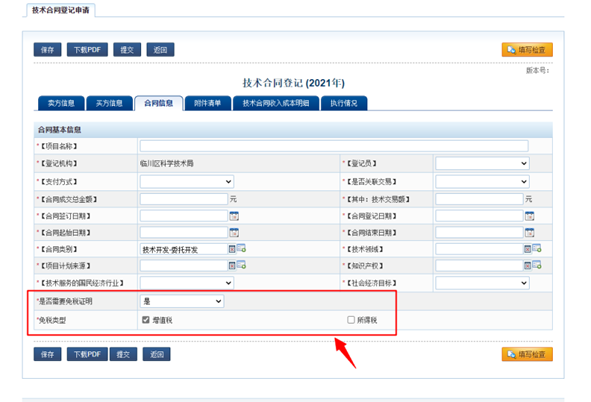 技术合同登记申请
保存 下载PDF 提交 返回 填写检查
版本号:
技术合同登记 (2021年)
卖方信息 买方信息 合同信息 附件清单 技术合同收入成本明细 执行情况
合同基本信息
*【项目名称】
*【登记机构】 临川区科学技术局 *【登记员】
*【支付方式】 *【是否关联交易】
*【合同成交总金额】 元 *【其中：技术交易额】 元
*【合同签订日期】 *【合同登记日期】
*【合同起始日期】 *【合同结束日期】
*【合同类别】 技术开发-委托开发 *【技术领域】
*【项目计划来源】 *【知识产权】
*【技术服务的国民经济行业】 *【社会经济目标】
*是否需要免税证明 是
*免税类型 增值税 所得税
保存 下载PDF 提交 返回 填写检查